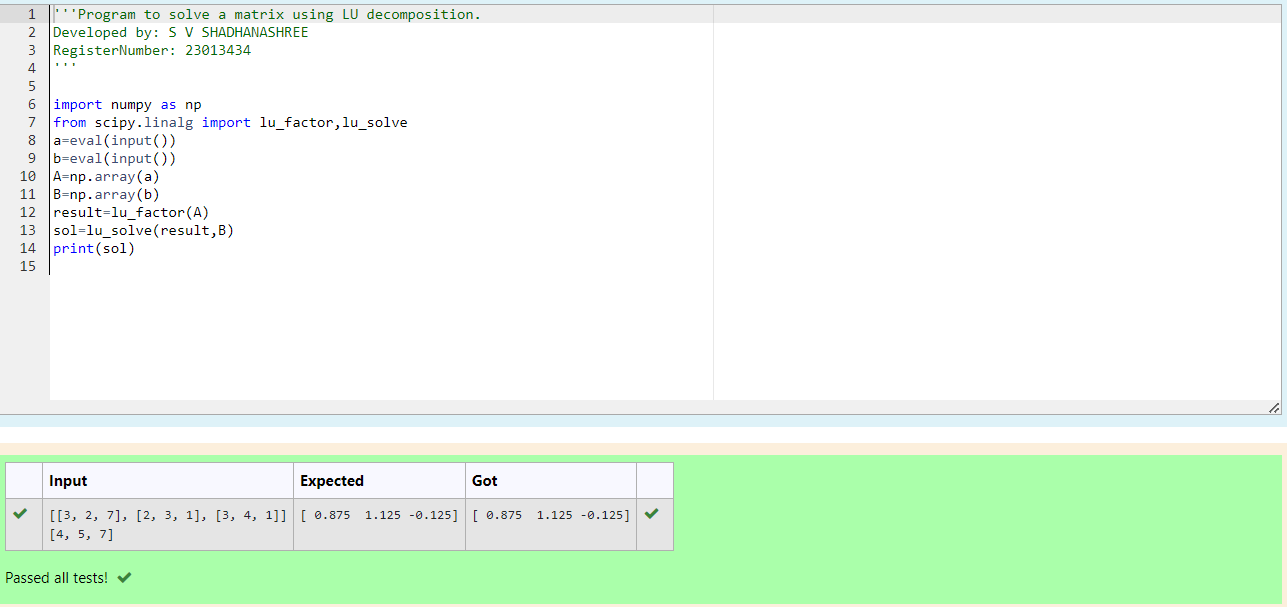 1 '''Program to solve a matrix using LU decomposition.
2 Developed by: S V SHADHANASHREE
3 RegisterNumber: 23013434
4 '''
5
6 import numpy as np
7 from scipy.linalg import lu_factor,lu_solve
8 a=eval(input())
9 b=eval(input())
10 A=np.array(a)
11 B=np.array(b)
12 result=lu_factor(A)
13 sol=lu_solve(result,B)
14 print(sol)
15
Input Expected Got
[[3, 2, 7], [2, 3, 1], [3, 4, 1]] [ 0.875  1.125 -0.125] [ 0.875  1.125 -0.125]
[4, 5, 7]
Passed all tests!